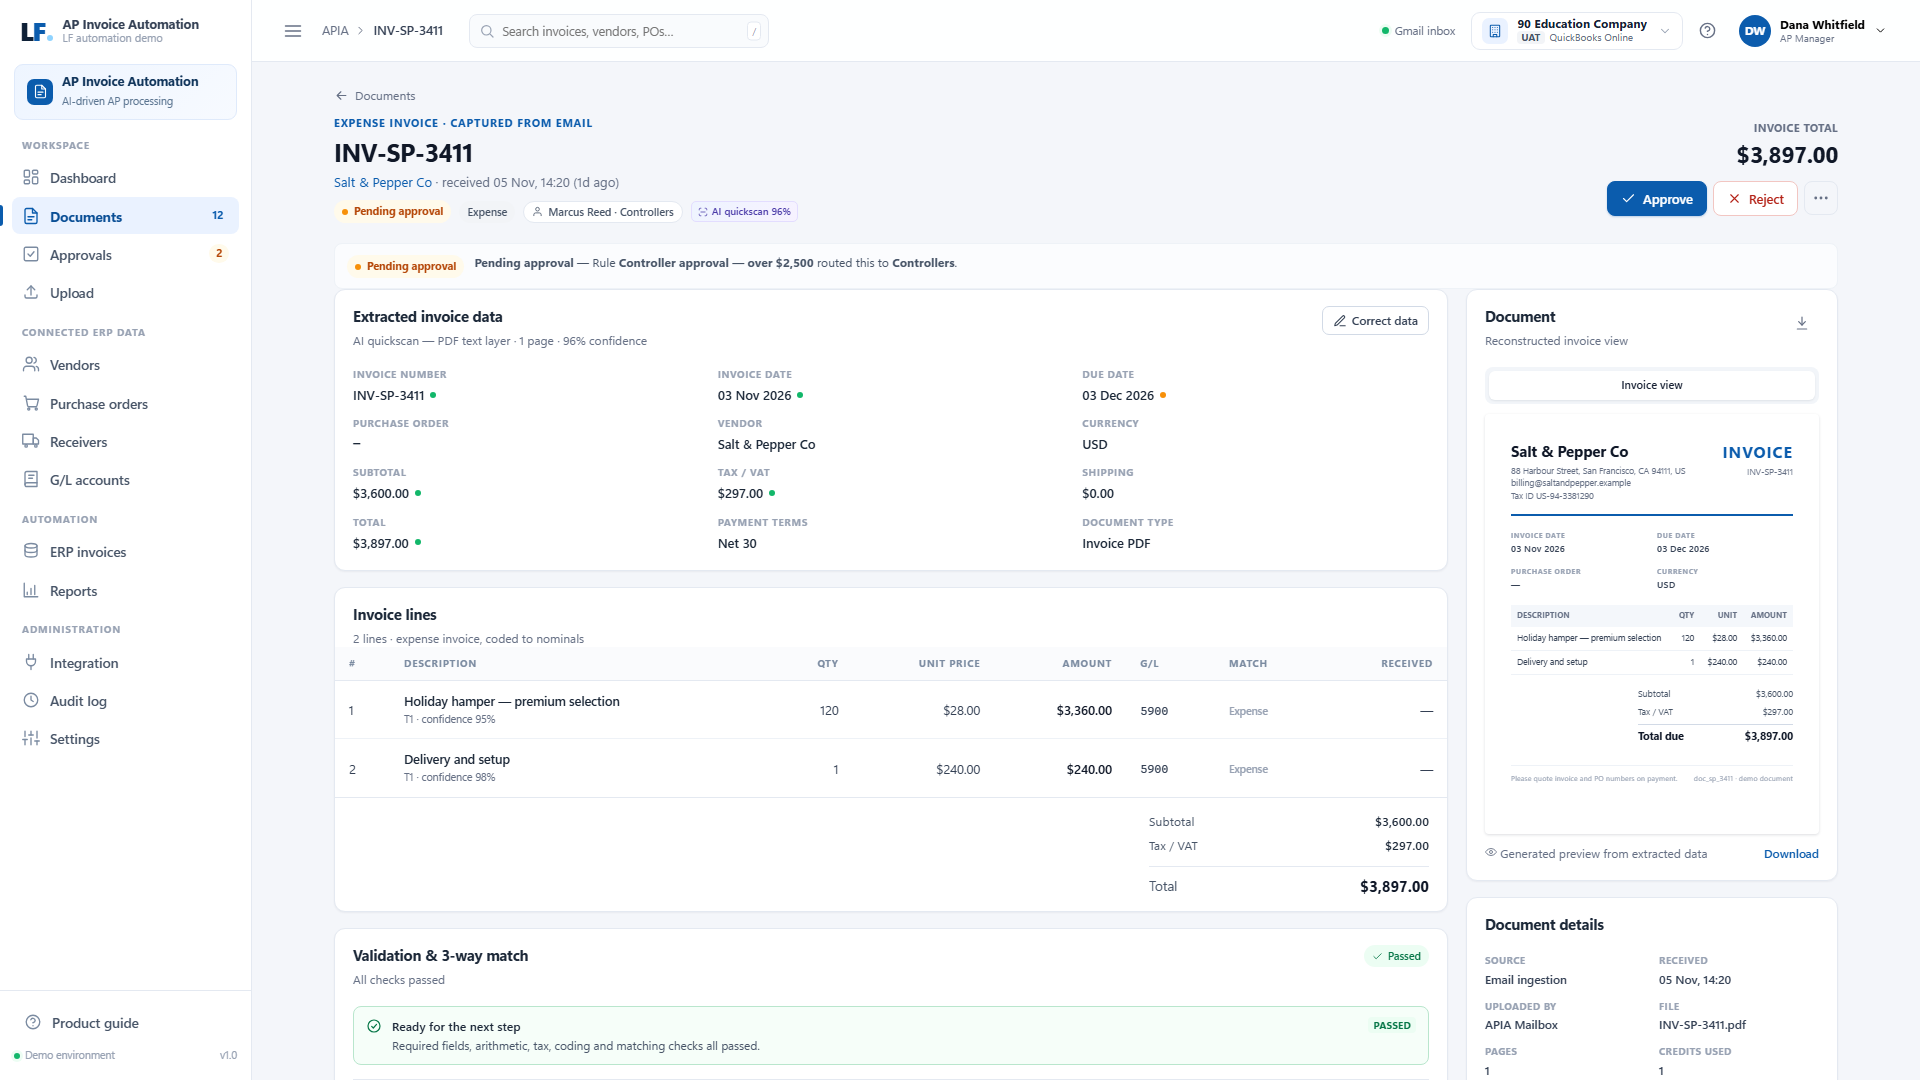 LF.
AP Invoice Automation
LF automation demo
AP Invoice Automation
AI-driven AP processing
WORKSPACE
Dashboard
Documents 12
Approvals 2
Upload
CONNECTED ERP DATA
Vendors
Purchase orders
Receivers
G/L accounts
AUTOMATION
ERP invoices
Reports
ADMINISTRATION
Integration
Audit log
Settings
Product guide
Demo environment v1.0
APIA > INV-SP-3411
Search invoices, vendors, POs... /
Gmail inbox
90 Education Company
UAT QuickBooks Online
DW
Dana Whitfield
AP Manager
Documents
EXPENSE INVOICE · CAPTURED FROM EMAIL
INV-SP-3411
Salt & Pepper Co · received 05 Nov, 14:20 (1d ago)
Pending approval Expense Marcus Reed · Controllers AI quickscan 96%
INVOICE TOTAL
$3,897.00
Approve Reject ...
Pending approval Pending approval — Rule Controller approval — over $2,500 routed this to Controllers.
Extracted invoice data
AI quickscan — PDF text layer · 1 page · 96% confidence
Correct data
INVOICE NUMBER INVOICE DATE DUE DATE
INV-SP-3411 03 Nov 2026 03 Dec 2026
PURCHASE ORDER VENDOR CURRENCY
— Salt & Pepper Co USD
SUBTOTAL TAX / VAT SHIPPING
$3,600.00 $297.00 $0.00
TOTAL PAYMENT TERMS DOCUMENT TYPE
$3,897.00 Net 30 Invoice PDF
Invoice lines
2 lines · expense invoice, coded to nominals
# DESCRIPTION QTY UNIT PRICE AMOUNT G/L MATCH RECEIVED
1 Holiday hamper — premium selection 120 $28.00 $3,360.00 5900 Expense —
T1 · confidence 95%
2 Delivery and setup 1 $240.00 $240.00 5900 Expense —
T1 · confidence 98%
Subtotal $3,600.00
Tax / VAT $297.00
Total $3,897.00
Validation & 3-way match
All checks passed
Passed
Ready for the next step
Required fields, arithmetic, tax, coding and matching checks all passed.
PASSED
Document
Reconstructed invoice view
Invoice view
Salt & Pepper Co INVOICE
88 Harbour Street, San Francisco, CA 94111, US INV-SP-3411
billing@saltandpepper.example
Tax ID US-94-3381290
INVOICE DATE DUE DATE
03 Nov 2026 03 Dec 2026
PURCHASE ORDER CURRENCY
— USD
DESCRIPTION QTY UNIT AMOUNT
Holiday hamper — premium selection 120 $28.00 $3,360.00
Delivery and setup 1 $240.00 $240.00
Subtotal $3,600.00
Tax / VAT $297.00
Total due $3,897.00
Please quote invoice and PO numbers on payment. doc_sp_3411 · demo document
Generated preview from extracted data Download
Document details
SOURCE RECEIVED
Email ingestion 05 Nov, 14:20
UPLOADED BY FILE
APIA Mailbox INV-SP-3411.pdf
PAGES CREDITS USED
1 1